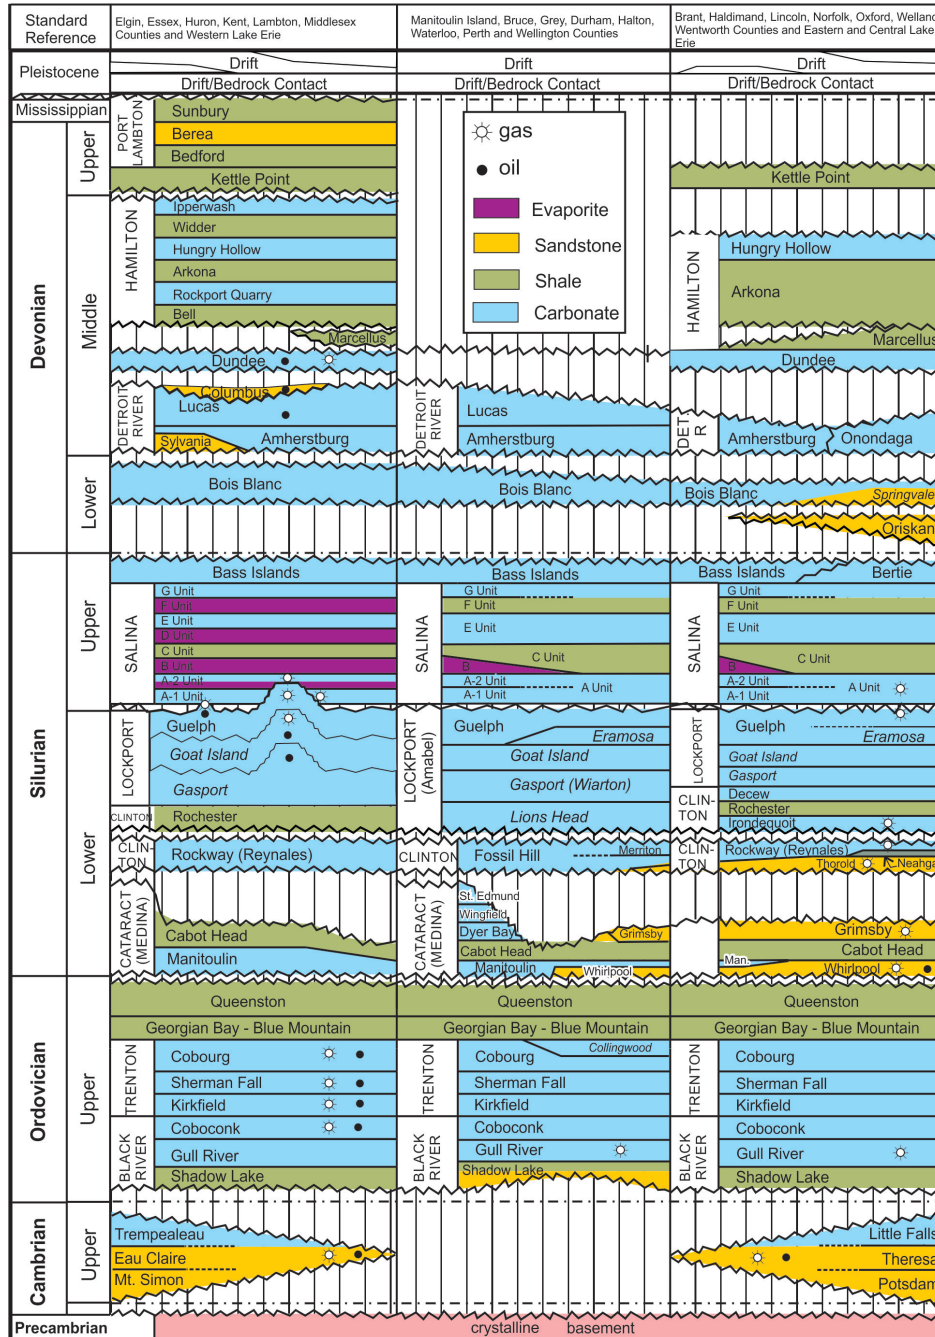 Standard
Reference
Elgin, Essex, Huron, Kent, Lambton, Middlesex
Counties and Western Lake Erie
Manitoulin Island, Bruce, Grey, Durham, Halton,
Waterloo, Perth and Wellington Counties
Brant, Haldimand, Lincoln, Norfolk, Oxford, Welland
Wentworth Counties and Eastern and Central Lake
Erie
Pleistocene
Drift
Drift
Drift
Drift/Bedrock Contact
Drift/Bedrock Contact
Drift/Bedrock Contact
Mississippian
Devonian
Upper
Middle
Lower
Silurian
Upper
Lower
Ordovician
Upper
Cambrian
Upper
Precambrian
PORT
LAMBTON
Sunbury
Berea
Bedford
Kettle Point
HAMILTON
Ipperwash
Widder
Hungry Hollow
Arkona
Rockport Quarry
Bell
Marcellus
Dundee
DETROIT
RIVER
Columbus
Lucas
Sylvania
Amherstburg
Bois Blanc
Bass Islands
SALINA
G Unit
F Unit
E Unit
D Unit
C Unit
B Unit
A-2 Unit
A-1 Unit
LOCKPORT
Guelph
Goat Island
Gasport
CLINTON
Rochester
CLIN-
TON
Rockway (Reynales)
CATARACT
(MEDINA)
Cabot Head
Manitoulin
Queenston
Georgian Bay - Blue Mountain
TRENTON
Cobourg
Sherman Fall
Kirkfield
BLACK
RIVER
Coboconk
Gull River
Shadow Lake
Trempealeau
Eau Claire
Mt. Simon
gas
oil
Evaporite
Sandstone
Shale
Carbonate
DETROIT
RIVER
Lucas
Amherstburg
Bois Blanc
Bass Islands
SALINA
G Unit
F Unit
E Unit
C Unit
B
A-2 Unit
A Unit
A-1 Unit
LOCKPORT
(Amabel)
Guelph
Eramosa
Goat Island
Gasport (Wiarton)
Lions Head
CLINTON
Fossil Hill
Merriton
CATARACT
(MEDINA)
St. Edmund
Wingfield
Dyer Bay
Grimsby
Cabot Head
Manitoulin
Whirlpool
Queenston
Georgian Bay - Blue Mountain
TRENTON
Collingwood
Cobourg
Sherman Fall
Kirkfield
BLACK
RIVER
Coboconk
Gull River
Shadow Lake
Kettle Point
HAMILTON
Hungry Hollow
Arkona
Marcellus
Dundee
DET.
R
Amherstburg
Onondaga
Bois Blanc
Springvale
Oriskan
Bass Islands
Bertie
SALINA
G Unit
F Unit
E Unit
C Unit
B
A-2 Unit
A Unit
A-1 Unit
LOCKPORT
Guelph
Eramosa
Goat Island
Gasport
CLIN-
TON
Decew
Rochester
Irondequoit
CLIN-
TON
Rockway (Reynales)
Thorold
Neahga
CATARACT
(MEDINA)
Grimsby
Cabot Head
Man.
Whirlpool
Queenston
Georgian Bay - Blue Mountain
TRENTON
Cobourg
Sherman Fall
Kirkfield
BLACK
RIVER
Coboconk
Gull River
Shadow Lake
Little Falls
Theresa
Potsdam
crystalline basement